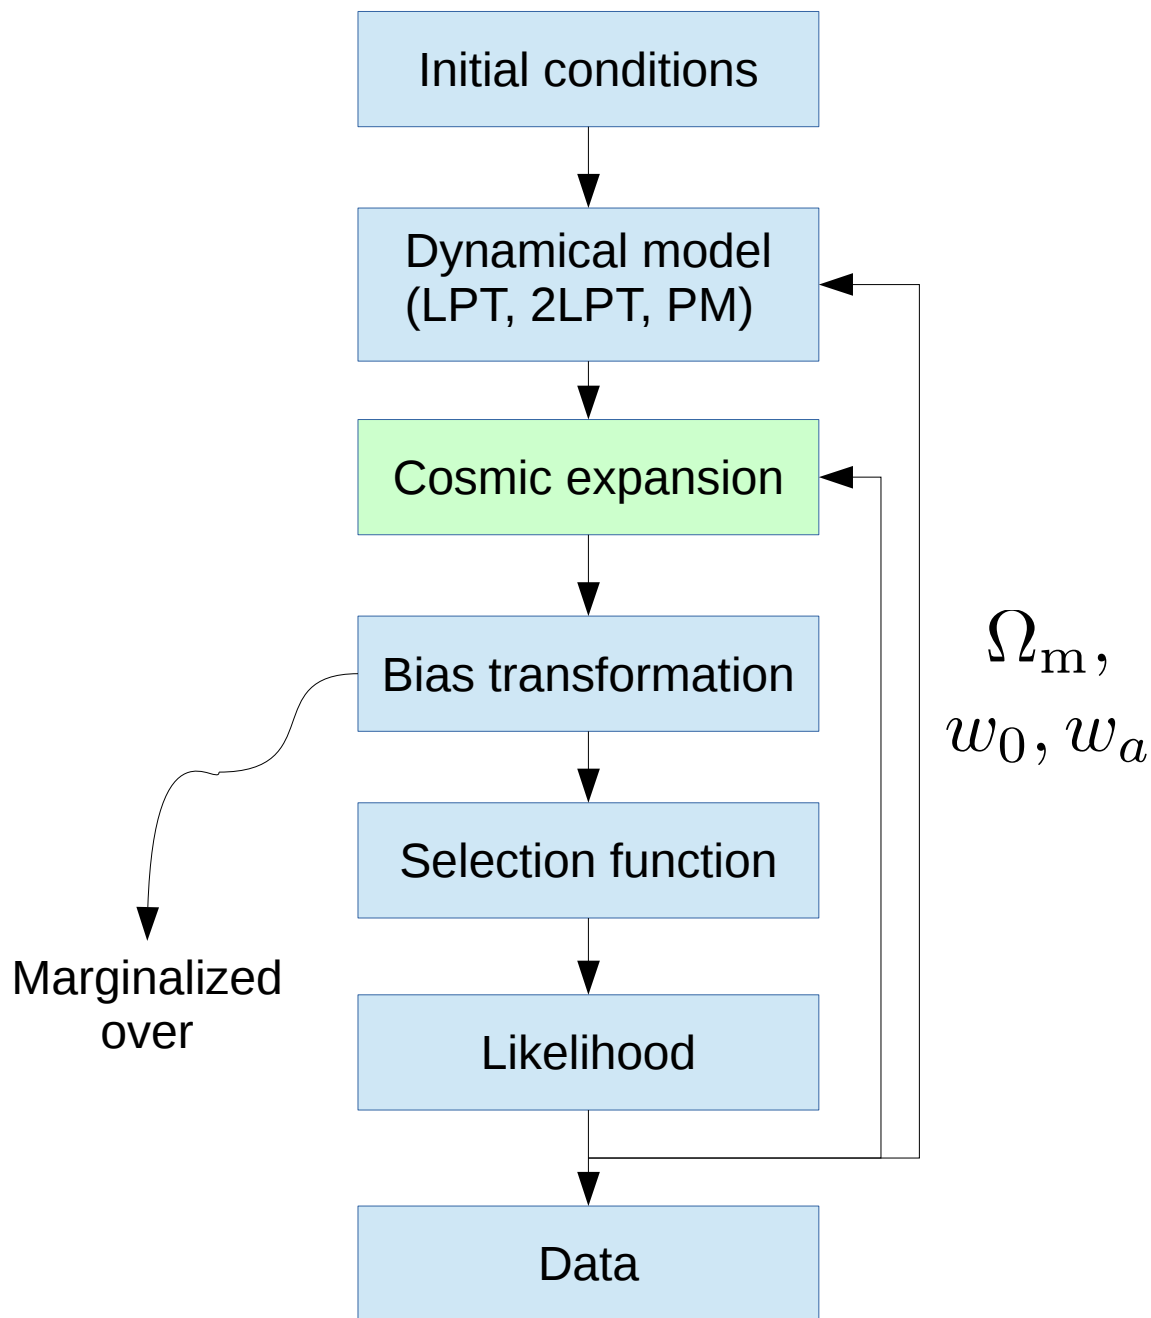 Initial conditions
Dynamical model
(LPT, 2LPT, PM)
Cosmic expansion
Bias transformation
Selection function
Likelihood
Data
Marginalized
over
Ωₘ,
w₀, wₐ